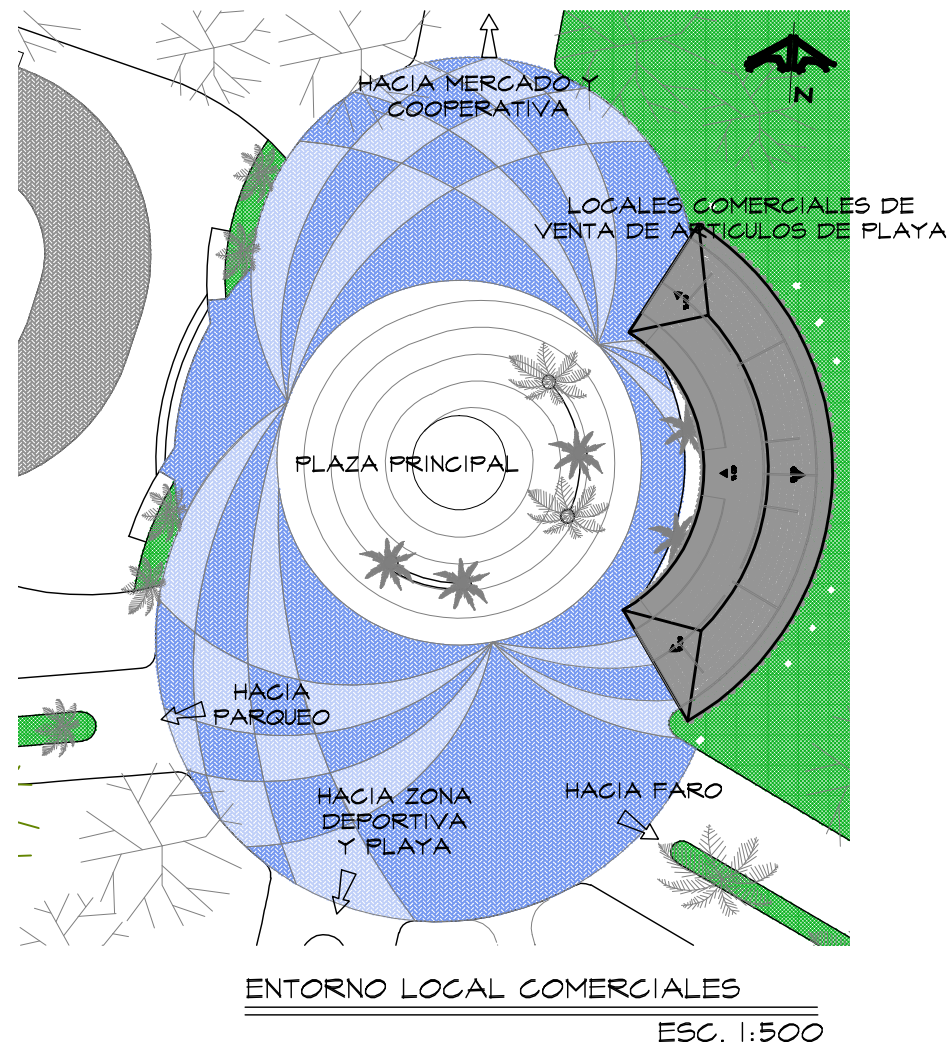 HACIA MERCADO Y
COOPERATIVA
N
LOCALES COMERCIALES DE
VENTA DE ARTICULOS DE PLAYA
PLAZA PRINCIPAL
HACIA
PARQUEO
HACIA ZONA
DEPORTIVA
Y PLAYA
HACIA FARO
ENTORNO LOCAL COMERCIALES
ESC. 1:500